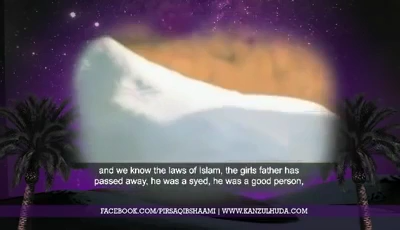 and we know the laws of Islam, the girls father has
passed away, he was a syed, he was a good person,
FACEBOOK.COM/PIRSAQIBSHAAMI | WWW.KANZULHUDA.COM